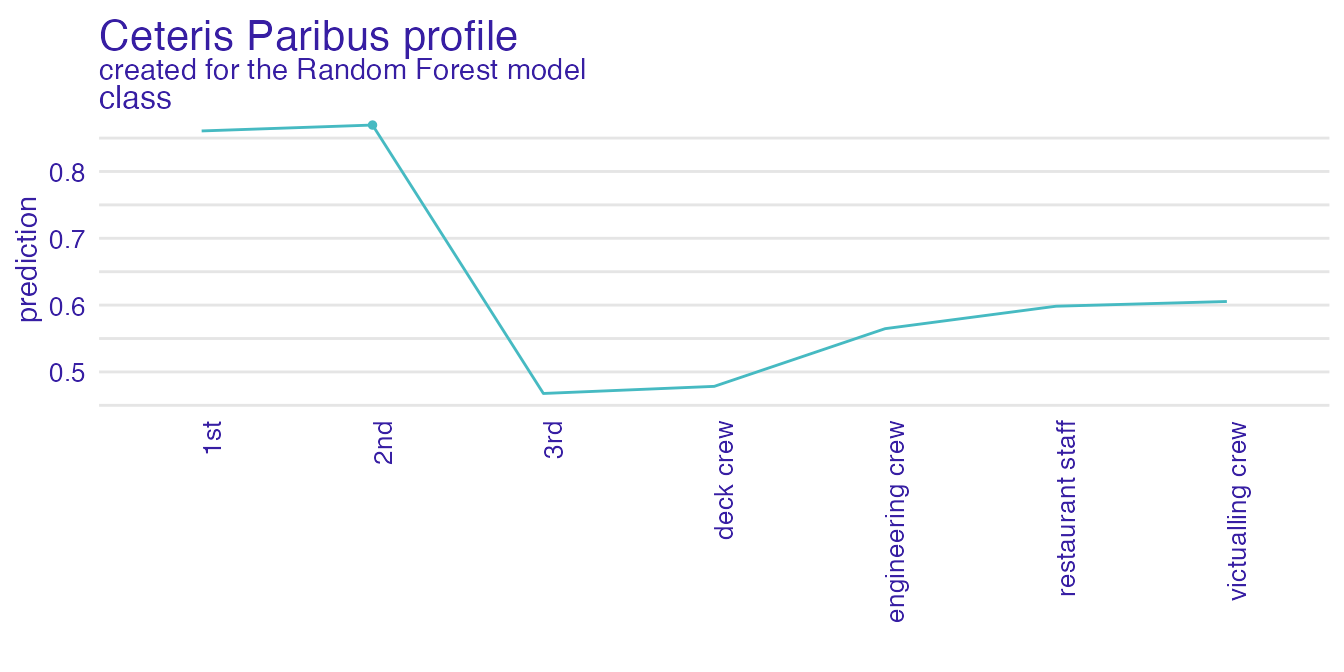 Ceteris Paribus profile
created for the Random Forest model
class
prediction
0.8
0.7
0.6
0.5
1st
2nd
3rd
deck crew
engineering crew
restaurant staff
victualling crew